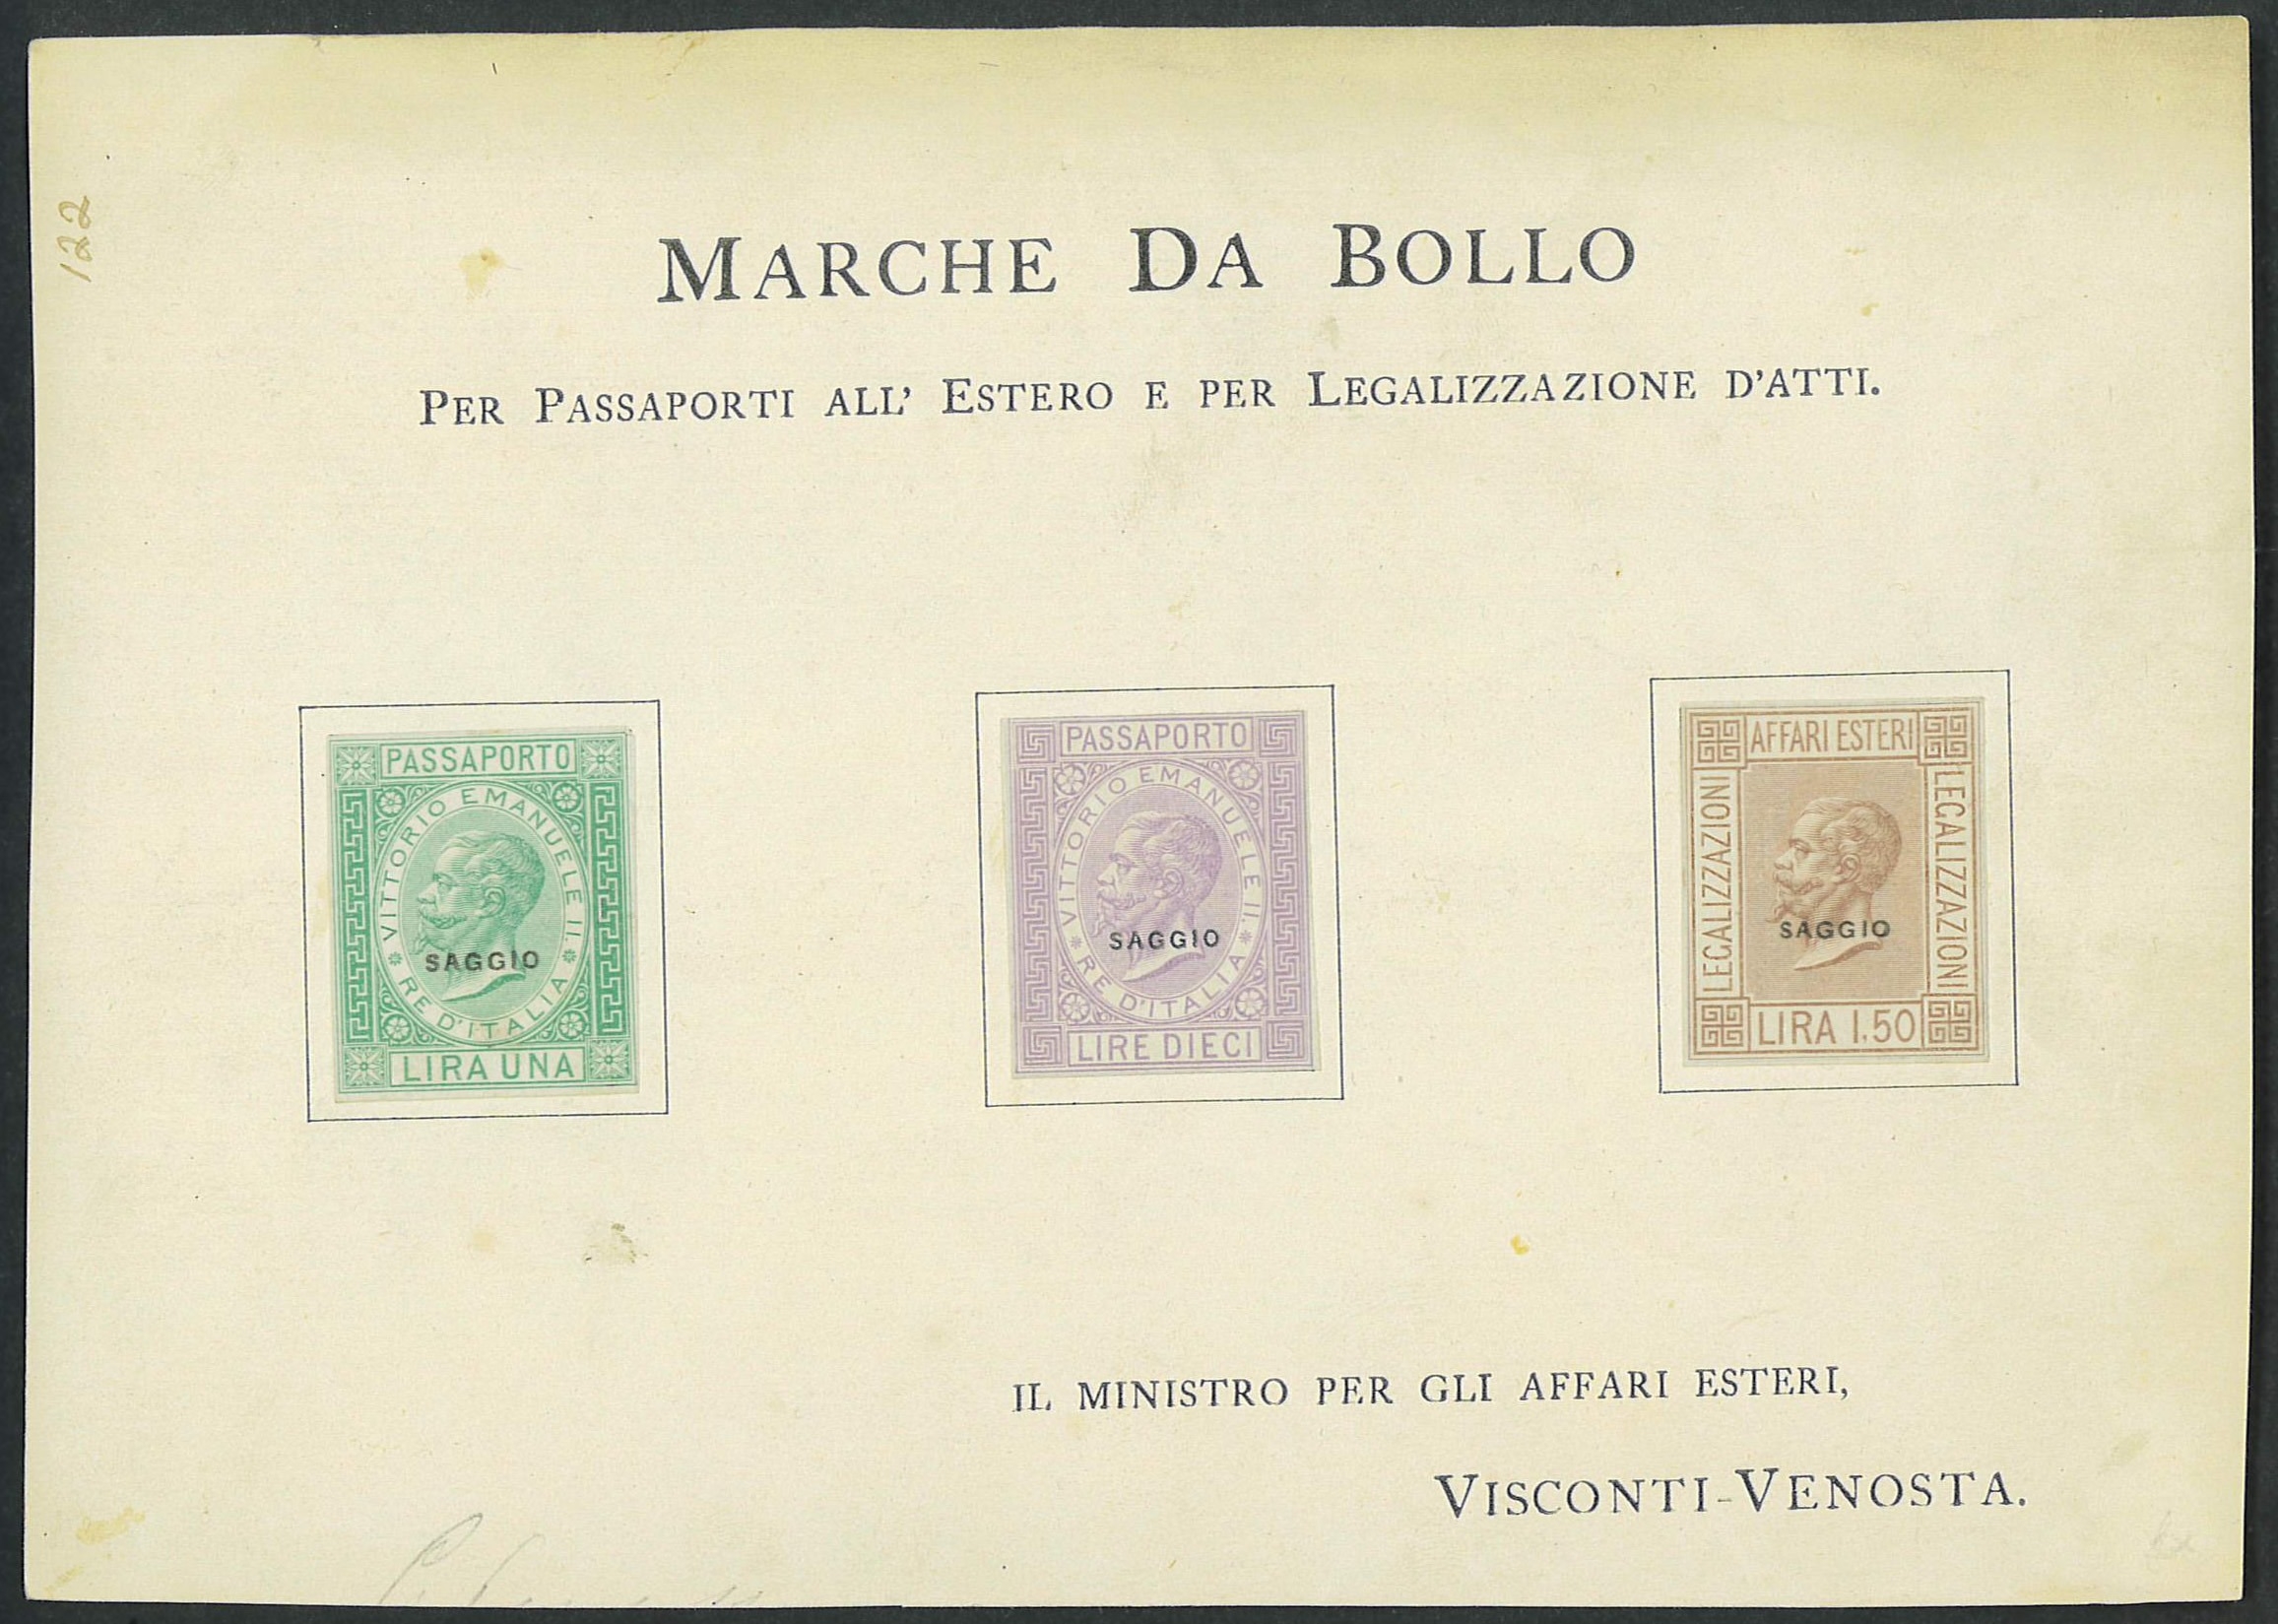 122
MARCHE DA BOLLO
PER PASSAPORTI ALL' ESTERO E PER LEGALIZZAZIONE D'ATTI.
PASSAPORTO
VITTORIO EMANUELE II.
RE D'ITALIA
SAGGIO
LIRA UNA
PASSAPORTO
VITTORIO EMANUELE II.
RE D'ITALIA
SAGGIO
LIRE DIECI
AFFARI ESTERI
LEGALIZZAZIONI
LEGALIZZAZIONI
SAGGIO
LIRA 1.50
IL MINISTRO PER GLI AFFARI ESTERI,
VISCONTI-VENOSTA.